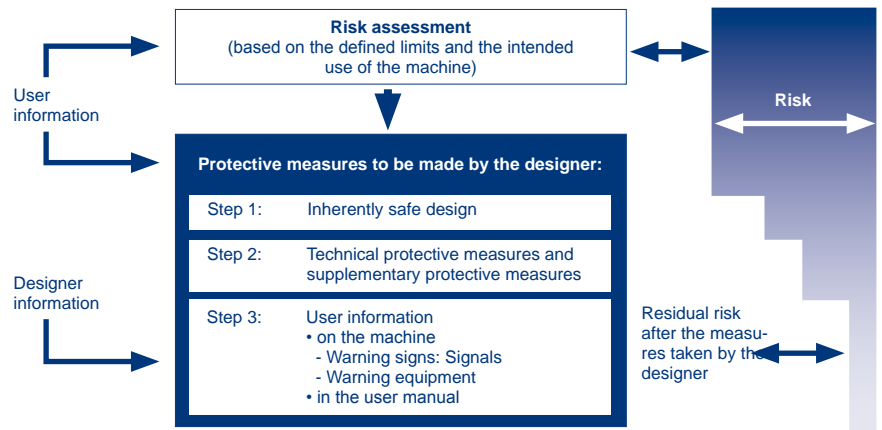 Risk assessment
(based on the defined limits and the intended
use of the machine)
User
information
Risk
Protective measures to be made by the designer:
Step 1: Inherently safe design
Step 2: Technical protective measures and
supplementary protective measures
Designer
information
Step 3: User information
• on the machine
- Warning signs: Signals
- Warning equipment
• in the user manual
Residual risk
after the measu-
res taken by the
designer